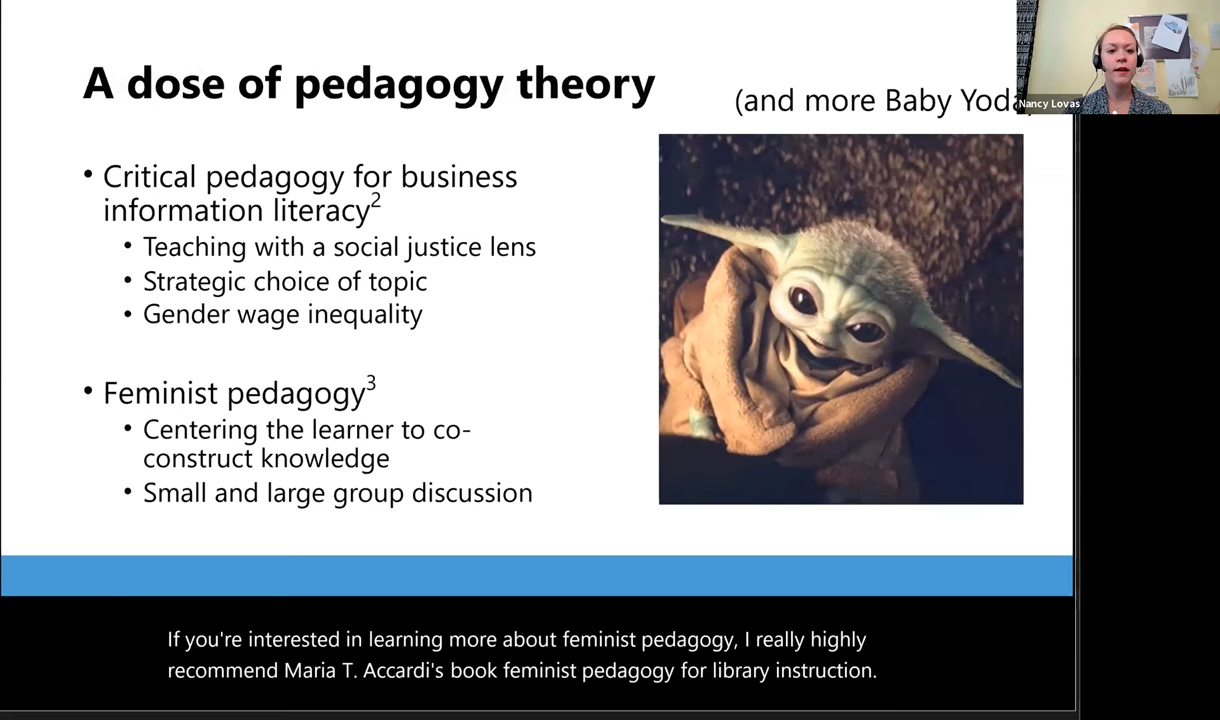 A dose of pedagogy theory
(and more Baby Yoda
Nancy Lovas
• Critical pedagogy for business
information literacy2
• Teaching with a social justice lens
• Strategic choice of topic
• Gender wage inequality
• Feminist pedagogy3
• Centering the learner to co-
construct knowledge
• Small and large group discussion
If you're interested in learning more about feminist pedagogy, I really highly
recommend Maria T. Accardi's book feminist pedagogy for library instruction.